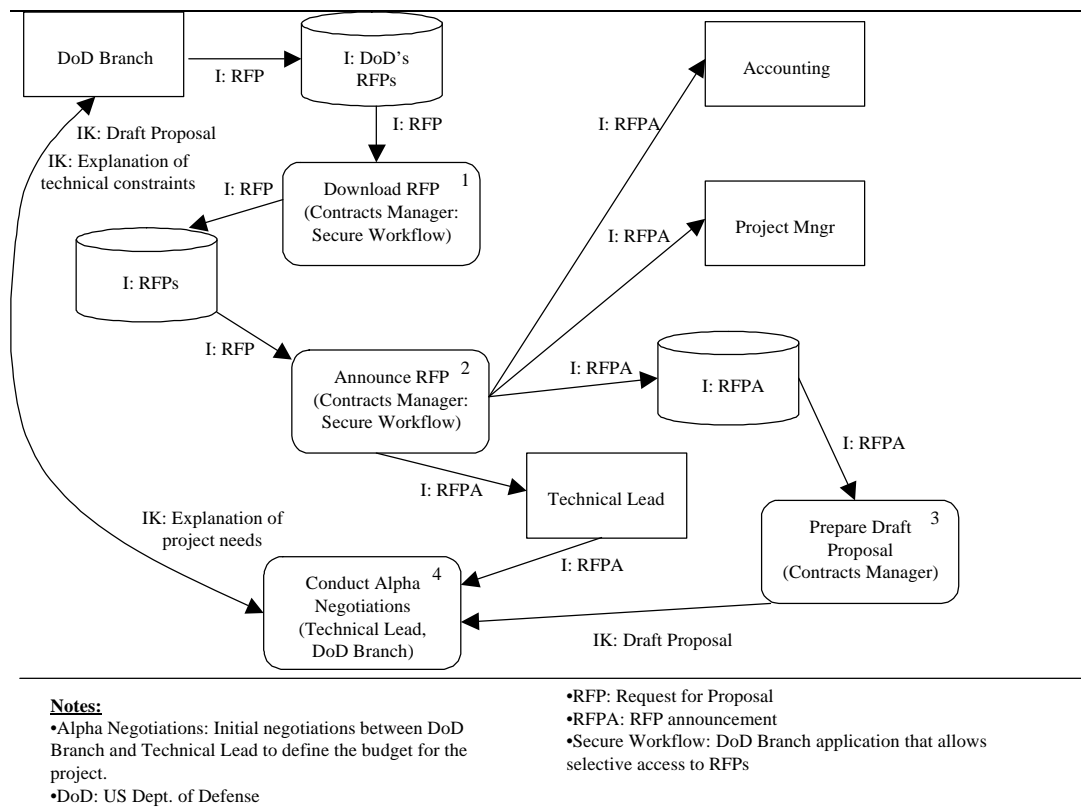 DoD Branch
I: RFP
I: DoD's
RFPs
Accounting
I: RFPA
I: RFP
IK: Draft Proposal
IK: Explanation of
technical constraints
I: RFP
1
Download RFP
(Contracts Manager:
Secure Workflow)
I: RFPA
Project Mngr
I: RFPs
I: RFP
2
Announce RFP
(Contracts Manager:
Secure Workflow)
I: RFPA
I: RFPA
I: RFPA
I: RFPA
Technical Lead
IK: Explanation of
project needs
3
Prepare Draft
Proposal
(Contracts Manager)
I: RFPA
4
Conduct Alpha
Negotiations
(Technical Lead,
DoD Branch)
IK: Draft Proposal
Notes:
•Alpha Negotiations: Initial negotiations between DoD
Branch and Technical Lead to define the budget for the
project.
•DoD: US Dept. of Defense
•RFP: Request for Proposal
•RFPA: RFP announcement
•Secure Workflow: DoD Branch application that allows
selective access to RFPs